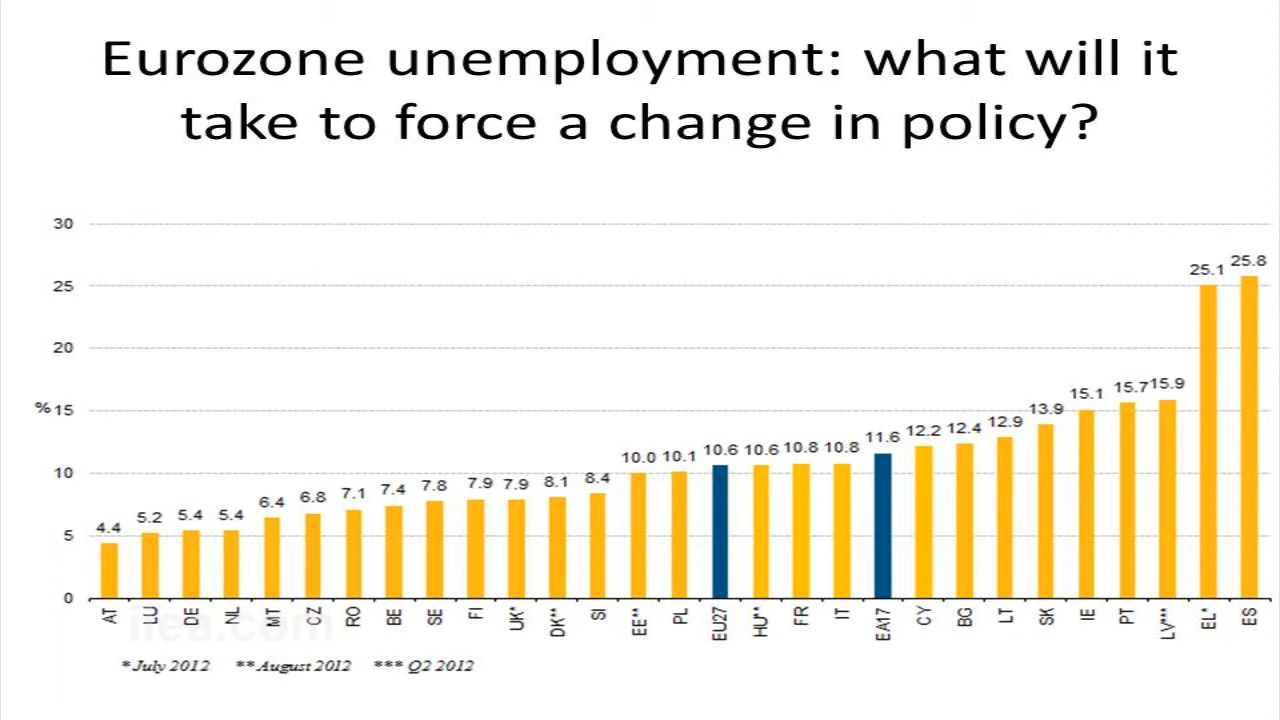 Eurozone unemployment: what will it
take to force a change in policy?
30
25
20
% 15
10
5
0
4.4 5.2 5.4 5.4 6.4 6.8 7.1 7.4 7.8 7.9 7.9 8.1 8.4 10.0 10.1 10.6 10.6 10.8 10.8 11.6 12.2 12.4 12.9 13.9 15.1 15.7 15.9 25.1 25.8
AT LU DE NL MT CZ RO BE SE FI UK* DK** SI EE** PL EU27 HU** FR IT EA17 CY BG LT SK IE PT LV*** EL* ES
iiea.com
* July 2012 ** August 2012 *** Q2 2012